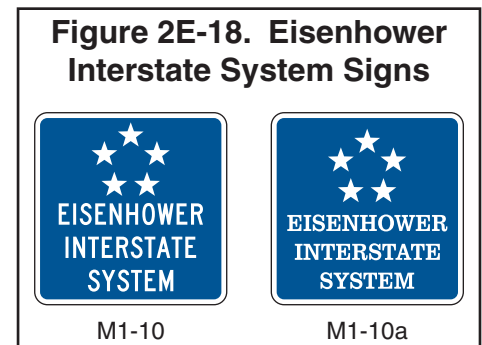 Figure 2E-18. Eisenhower
Interstate System Signs
EISENHOWER
INTERSTATE
SYSTEM
M1-10
EISENHOWER
INTERSTATE
SYSTEM
M1-10a